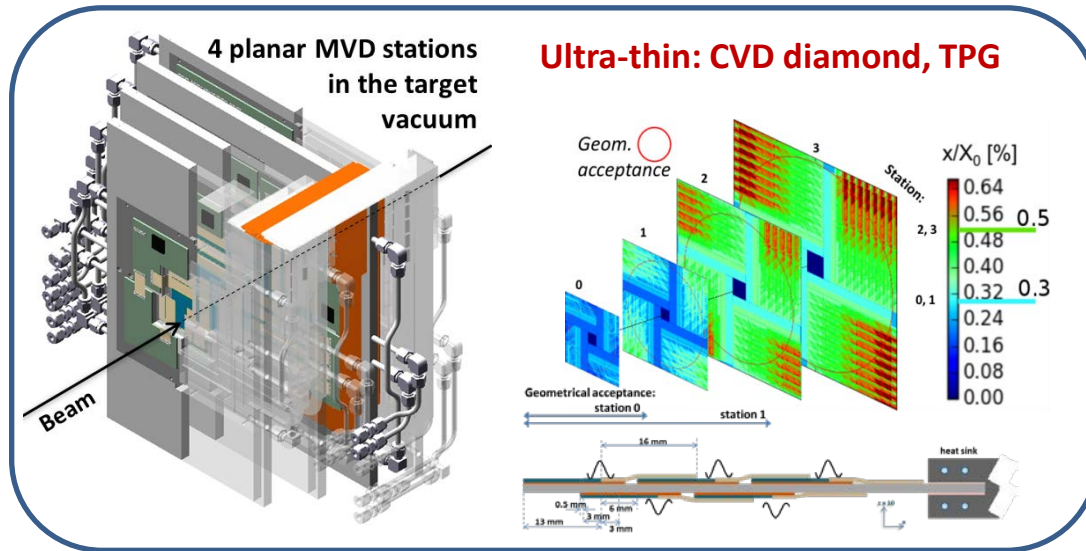 4 planar MVD stations
in the target
vacuum
Beam
Ultra-thin: CVD diamond, TPG
Geom.
acceptance
0
1
2
3
Station:
2, 3
0, 1
x/X0 [%]
0.64
0.56
0.48
0.40
0.32
0.24
0.16
0.08
0.00
0.5
0.3
Geometrical acceptance:
station 0
station 1
16 mm
heat sink
0.5 mm
6 mm
3 mm
13 mm
3 mm